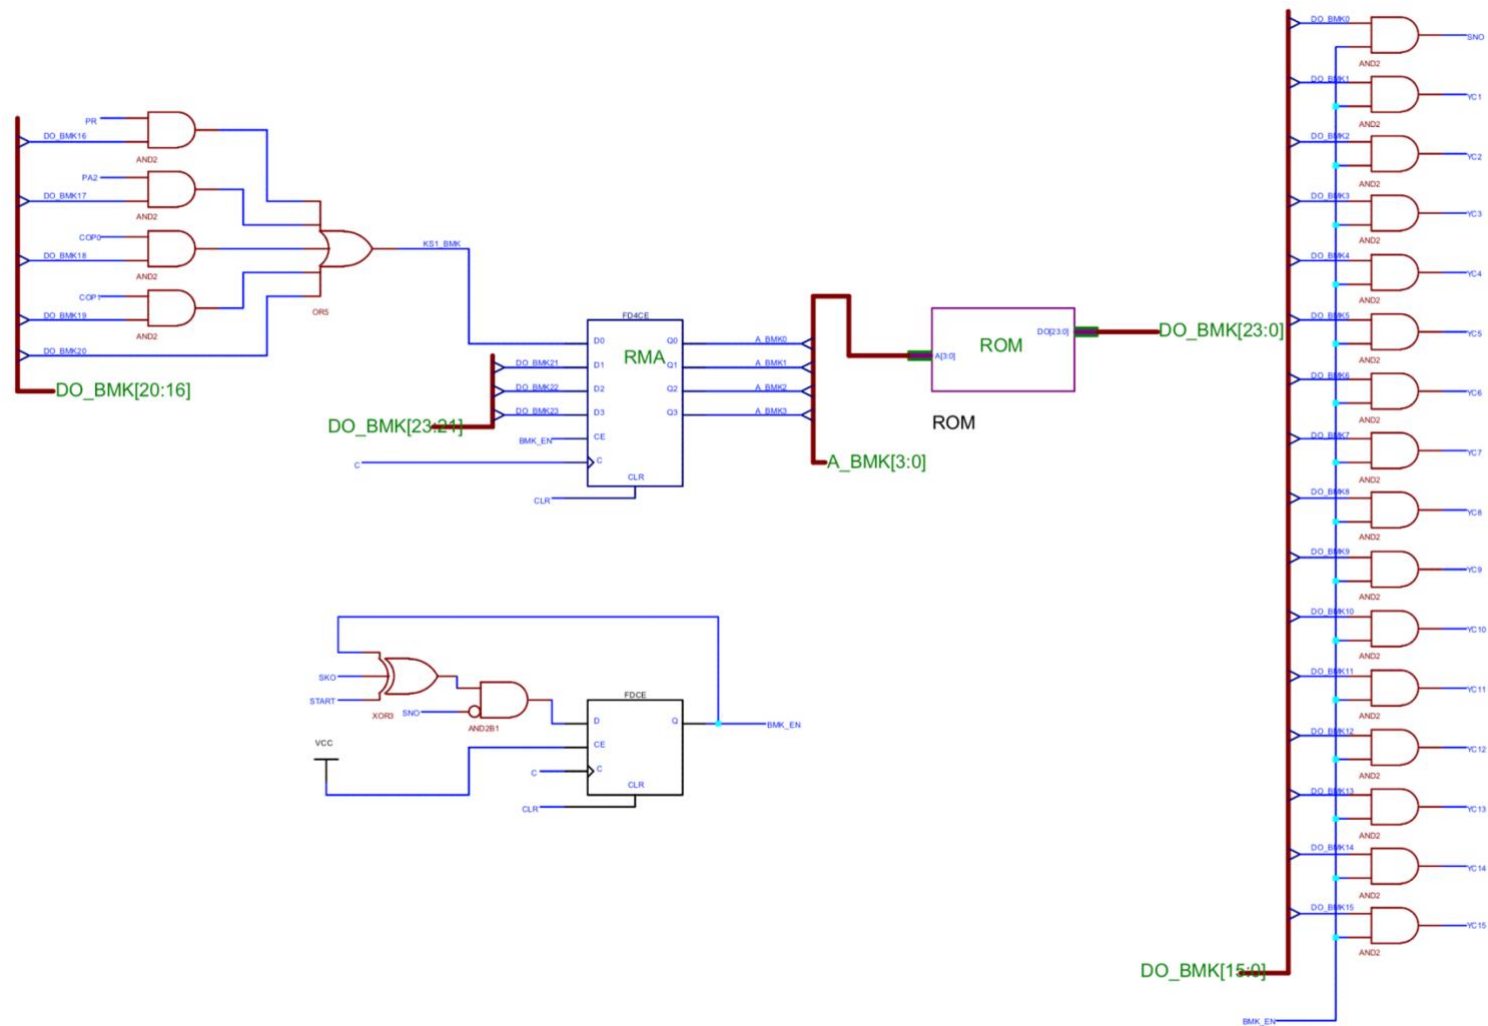 PR
DO_BMK16
AND2
PA2
DO_BMK17
AND2
COP0
DO_BMK18
AND2
COP1
DO_BMK19
AND2
DO_BMK20
DO_BMK[20:16]
OR5
KS1_BMK
FD4CE
RMA
D0
D1
D2
D3
CE
C
CLR
Q0
Q1
Q2
Q3
DO_BMK21
DO_BMK22
DO_BMK23
DO_BMK[23:21]
BMK_EN
C
CLR
A_BMK0
A_BMK1
A_BMK2
A_BMK3
A_BMK[3:0]
A[3:0]
ROM
DO[23:0]
ROM
DO_BMK[23:0]
SKO
START
XOR3
SNO
AND2B1
VCC
FDCE
D
CE
C
CLR
Q
C
CLR
BMK_EN
DO_BMK0
AND2
SNO
DO_BMK1
AND2
YC1
DO_BMK2
AND2
YC2
DO_BMK3
AND2
YC3
DO_BMK4
AND2
YC4
DO_BMK5
AND2
YC5
DO_BMK6
AND2
YC6
DO_BMK7
AND2
YC7
DO_BMK8
AND2
YC8
DO_BMK9
AND2
YC9
DO_BMK10
AND2
YC10
DO_BMK11
AND2
YC11
DO_BMK12
AND2
YC12
DO_BMK13
AND2
YC13
DO_BMK14
AND2
YC14
DO_BMK15
AND2
YC15
DO_BMK[15:0]
BMK_EN